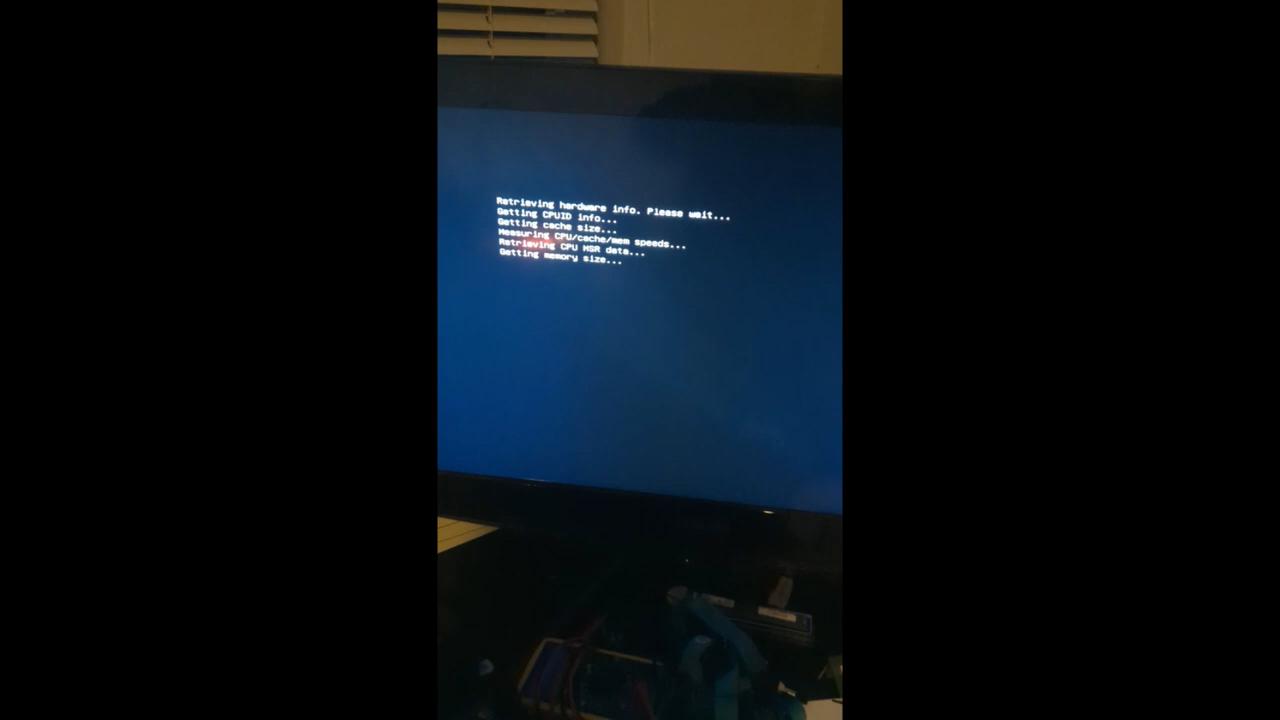 Retrieving hardware info. Please wait...
Getting CPUID info...
Getting cache size...
Measuring CPU/cache/mem speeds...
Retrieving CPU MSR data...
Getting memory size...